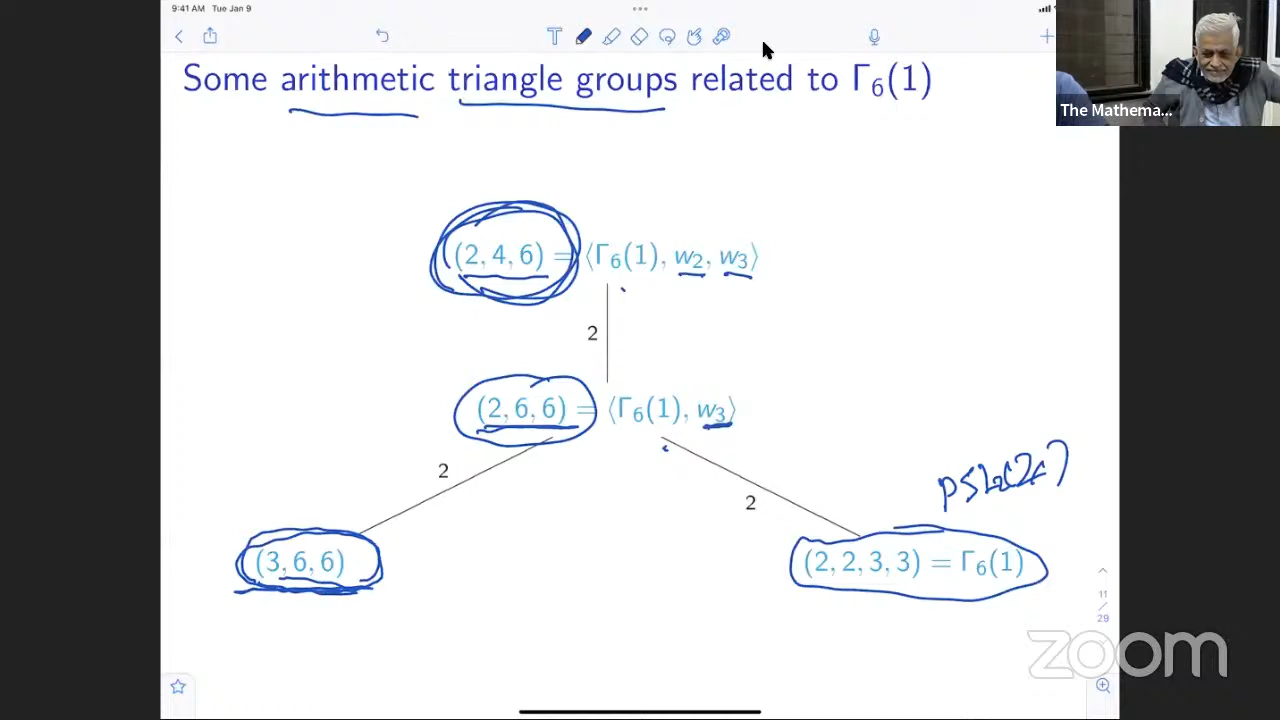 9:41 AM Tue Jan 9
Some arithmetic triangle groups related to Γ₆(1)
The Mathema...
(2, 4, 6) = ⟨Γ₆(1), w₂, w₃⟩
2
(2, 6, 6) = ⟨Γ₆(1), w₃⟩
2
2
(3, 6, 6)
(2, 2, 3, 3) = Γ₆(1)
11
/
29
zoom